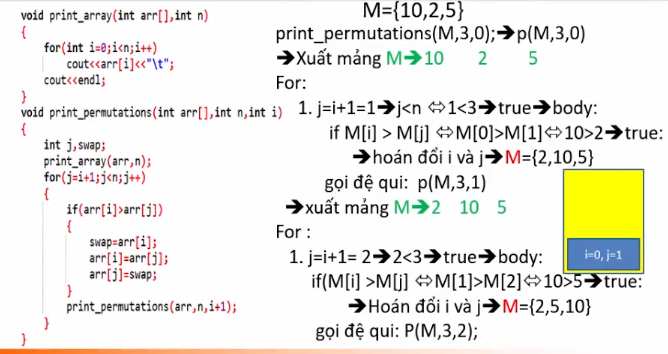 void print_array(int arr[],int n)
{
for(int i=0;i<n;i++)
cout<<arr[i]<<"\t";
cout<<endl;
}
void print_permutations(int arr[],int n,int i)
{
int j,swap;
print_array(arr,n);
for(j=i+1;j<n;j++)
{
if(arr[i]>arr[j])
{
swap=arr[i];
arr[i]=arr[j];
arr[j]=swap;
}
print_permutations(arr,n,i+1);
}
}
M={10,2,5}
print_permutations(M,3,0);➔p(M,3,0)
➔Xuất mảng M➔10 2 5
For:
1. j=i+1=1➔j<n ⇔1<3➔true➔body:
if M[i] > M[j] ⇔M[0]>M[1]⇔10>2➔true:
➔hoán đổi i và j➔M={2,10,5}
gọi đệ qui: p(M,3,1)
➔xuất mảng M➔2 10 5
For :
1. j=i+1= 2➔2<3➔true➔body:
if(M[i] >M[j] ⇔M[1]>M[2]⇔10>5➔true:
➔Hoán đổi i và j➔M={2,5,10}
gọi đệ qui: P(M,3,2);
i=0, j=1